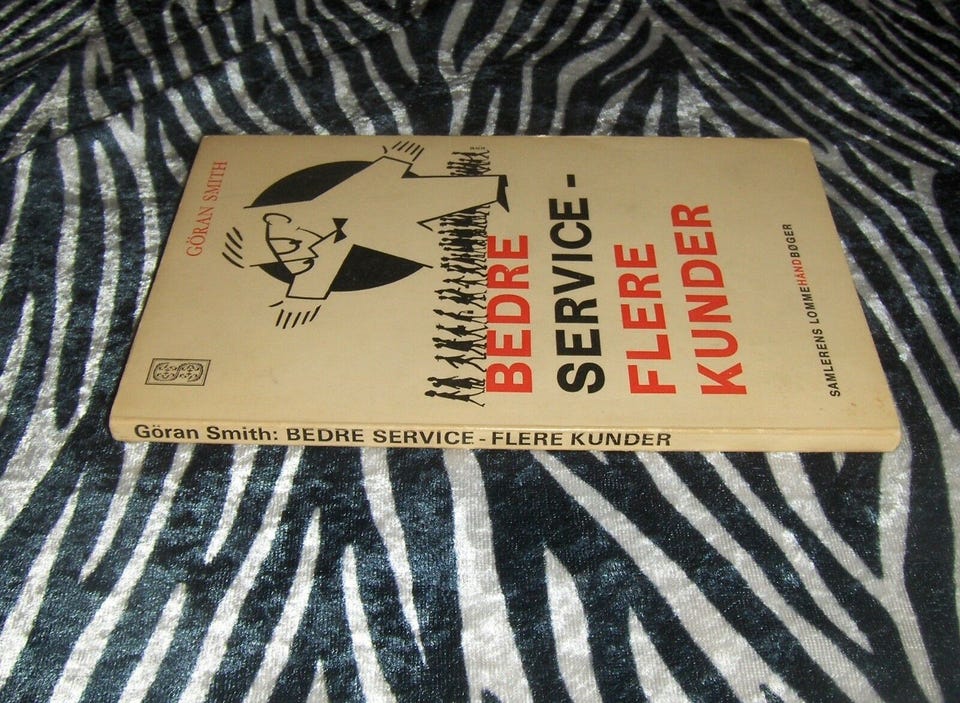 GÖRAN SMITH
BEDRE
SERVICE -
FLERE
KUNDER
SAMLERENS LOMMEHÅNDBØGER
Göran Smith: BEDRE SERVICE - FLERE KUNDER